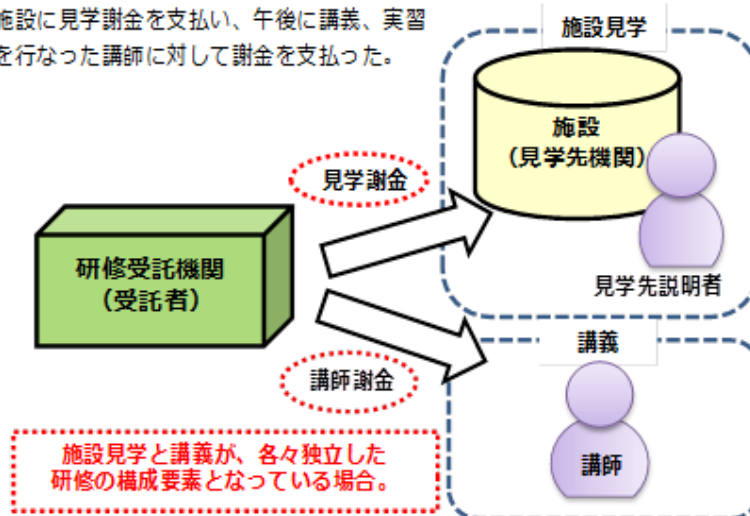 施設に見学謝金を支払い、午後に講義、実習
を行なった講師に対して謝金を支払った。
施設見学
施設
（見学先機関）
見学謝金
研修受託機関
（受託者）
見学先説明者
講義
講師謝金
講師
施設見学と講義が、各々独立した
研修の構成要素となっている場合。